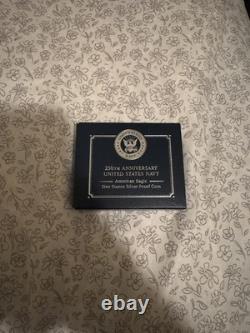 250TH ANNIVERSARY
UNITED STATES NAVY
American Eagle
One Ounce Silver Proof Coin